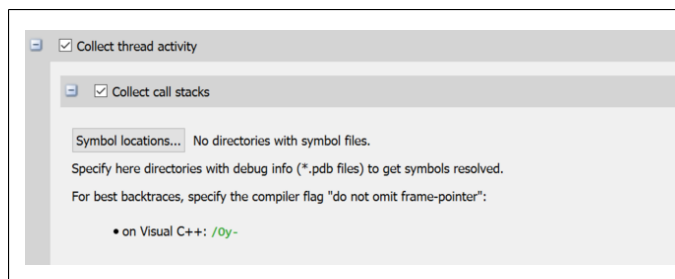 Collect thread activity
Collect call stacks
Symbol locations... No directories with symbol files.
Specify here directories with debug info (*.pdb files) to get symbols resolved.
For best backtraces, specify the compiler flag "do not omit frame-pointer":
• on Visual C++: /Oy-